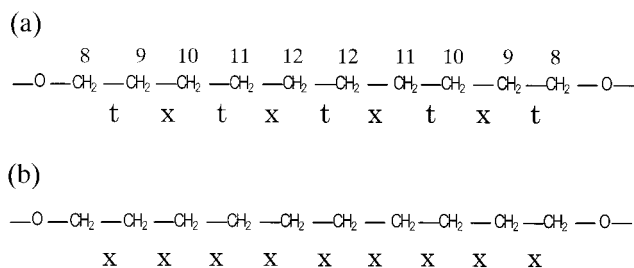 (a)
8 9 10 11 12 12 11 10 9 8
—O—CH₂—CH₂—CH₂—CH₂—CH₂—CH₂—CH₂—CH₂—CH₂—CH₂—O—
t x t x t x t x t
(b)
—O—CH₂—CH₂—CH₂—CH₂—CH₂—CH₂—CH₂—CH₂—CH₂—CH₂—O—
x x x x x x x x x